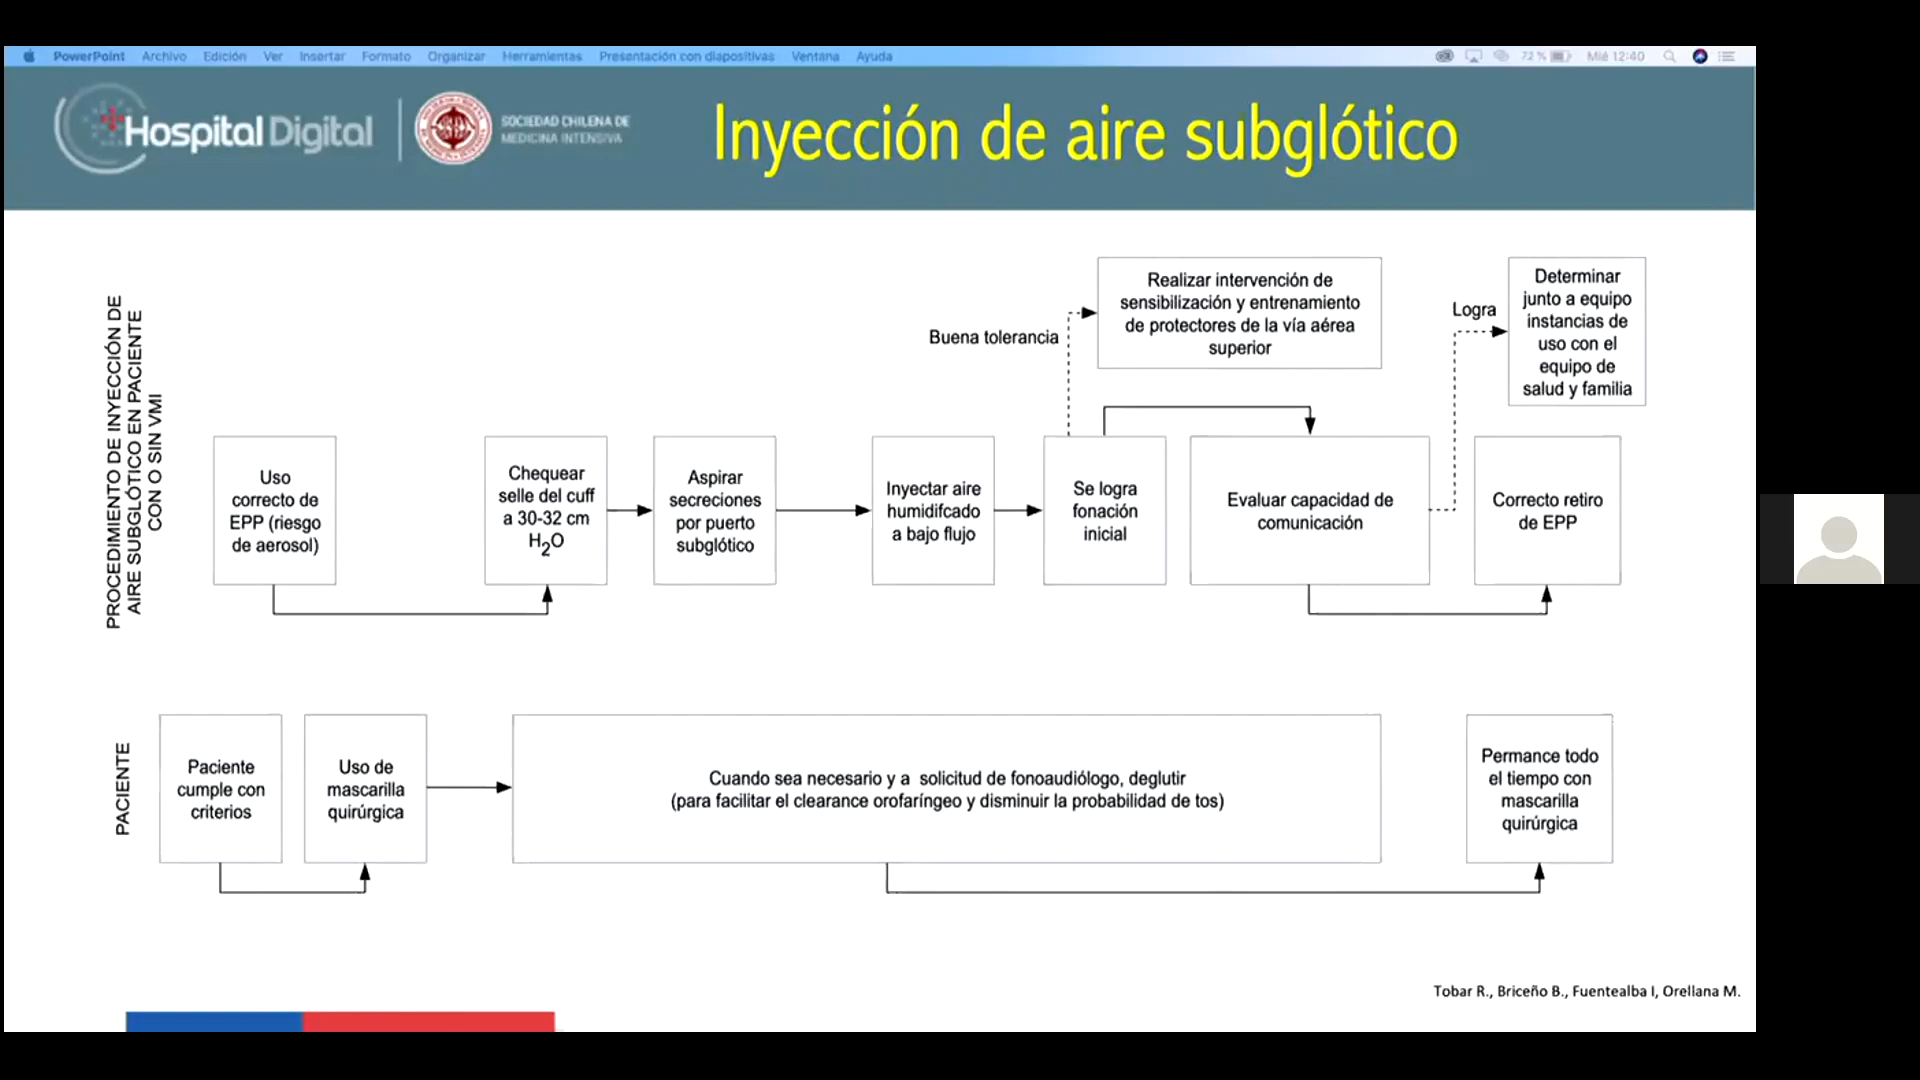 PowerPoint Archivo Edición Ver Insertar Formato Organizar Herramientas Presentación con diapositivas Ventana Ayuda
72 % Mié 12:40
Hospital Digital
SOCIEDAD CHILENA DE
MEDICINA INTENSIVA
Inyección de aire subglótico
PROCEDIMIENTO DE INYECCIÓN DE
AIRE SUBGLÓTICO EN PACIENTE
CON O SIN VMI
Uso
correcto de
EPP (riesgo
de aerosol)
Chequear
selle del cuff
a 30-32 cm
H2O
Aspirar
secreciones
por puerto
subglótico
Inyectar aire
humidifcado
a bajo flujo
Se logra
fonación
inicial
Buena tolerancia
Realizar intervención de
sensibilización y entrenamiento
de protectores de la vía aérea
superior
Evaluar capacidad de
comunicación
Logra
Determinar
junto a equipo
instancias de
uso con el
equipo de
salud y familia
Correcto retiro
de EPP
PACIENTE
Paciente
cumple con
criterios
Uso de
mascarilla
quirúrgica
Cuando sea necesario y a solicitud de fonoaudiólogo, deglutir
(para facilitar el clearance orofaríngeo y disminuir la probabilidad de tos)
Permance todo
el tiempo con
mascarilla
quirúrgica
Tobar R., Briceño B., Fuentealba I, Orellana M.